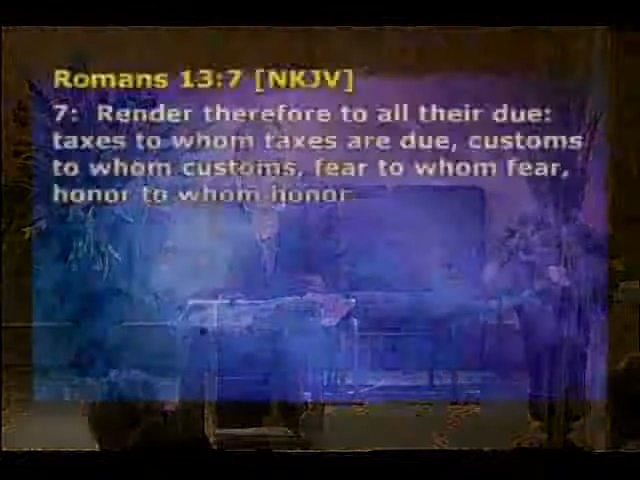 Romans 13:7 [NKJV]
7: Render therefore to all their due:
taxes to whom taxes are due, customs
to whom customs, fear to whom fear,
honor to whom honor